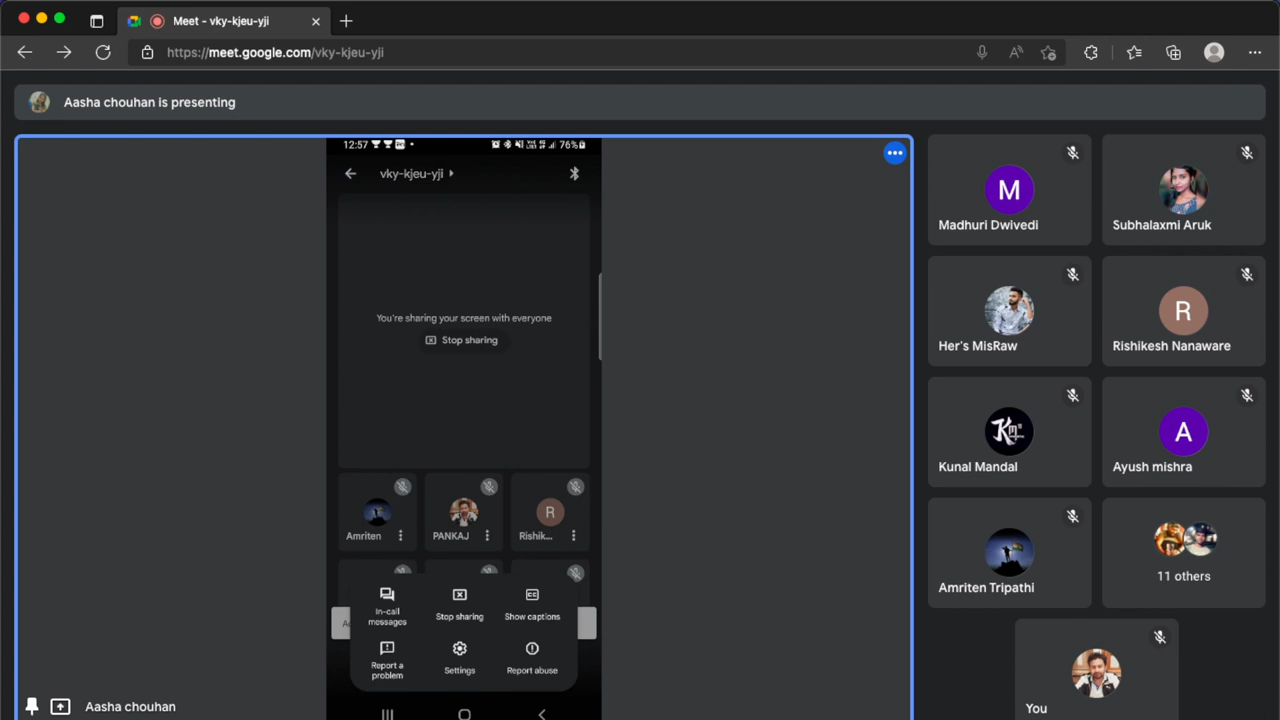 Meet - vky-kjeu-yji
https://meet.google.com/vky-kjeu-yji
Aasha chouhan is presenting
12:57
76%
vky-kjeu-yji
You're sharing your screen with everyone
Stop sharing
Amriten
PANKAJ
Rishik...
R
In-call messages
Stop sharing
Show captions
Report a problem
Settings
Report abuse
Aasha chouhan
M
Madhuri Dwivedi
Subhalaxmi Aruk
Her's MisRaw
R
Rishikesh Nanaware
KM
Kunal Mandal
A
Ayush mishra
Amriten Tripathi
11 others
You